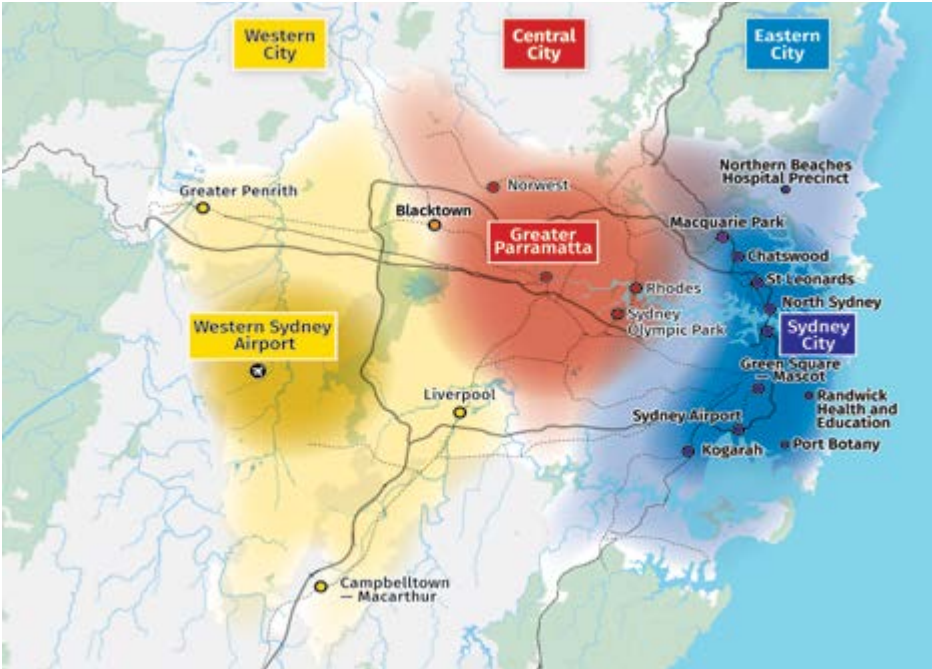 Western
City
Central
City
Eastern
City
Northern Beaches
Hospital Precinct
Greater Penrith
Norwest
Blacktown
Macquarie Park
Greater
Parramatta
Chatswood
St Leonards
Rhodes
North Sydney
Sydney
Olympic Park
Sydney
City
Western Sydney
Airport
Green Square
— Mascot
Liverpool
Randwick
Health and
Education
Sydney Airport
Port Botany
Kogarah
Campbelltown
— Macarthur